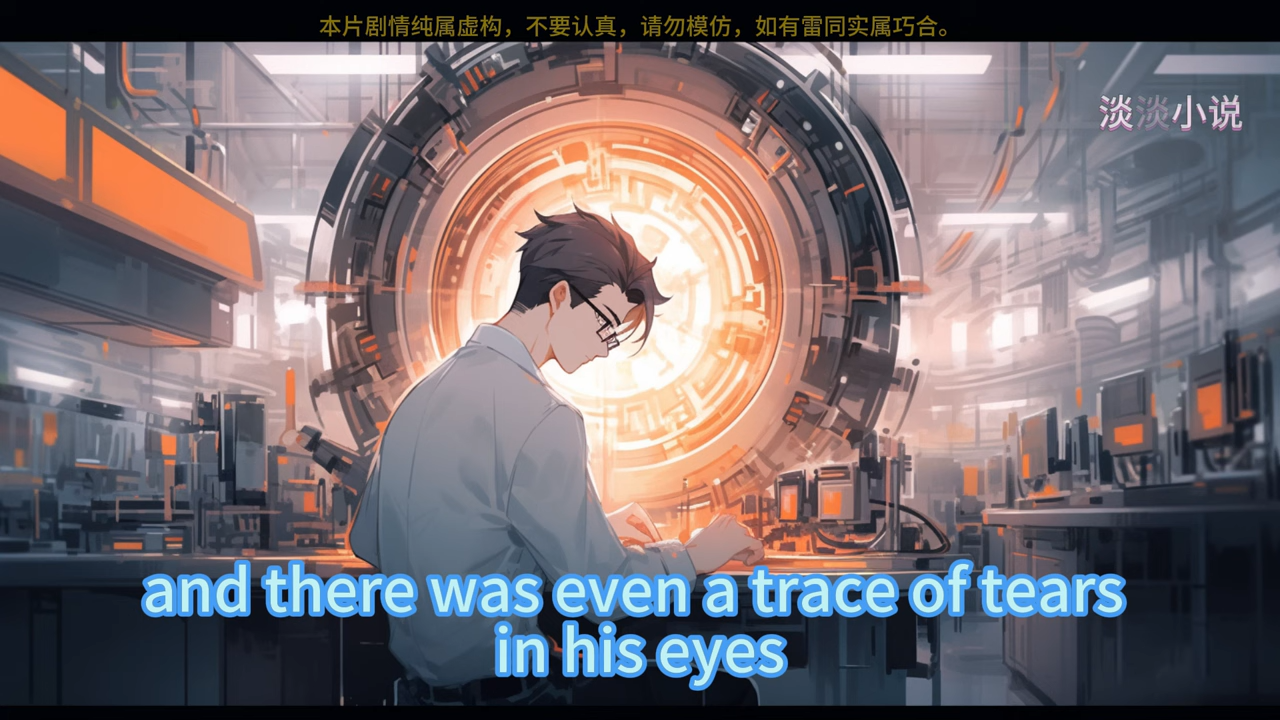 本片剧情纯属虚构，不要认真，请勿模仿，如有雷同实属巧合。
淡淡小说
and there was even a trace of tears
in his eyes